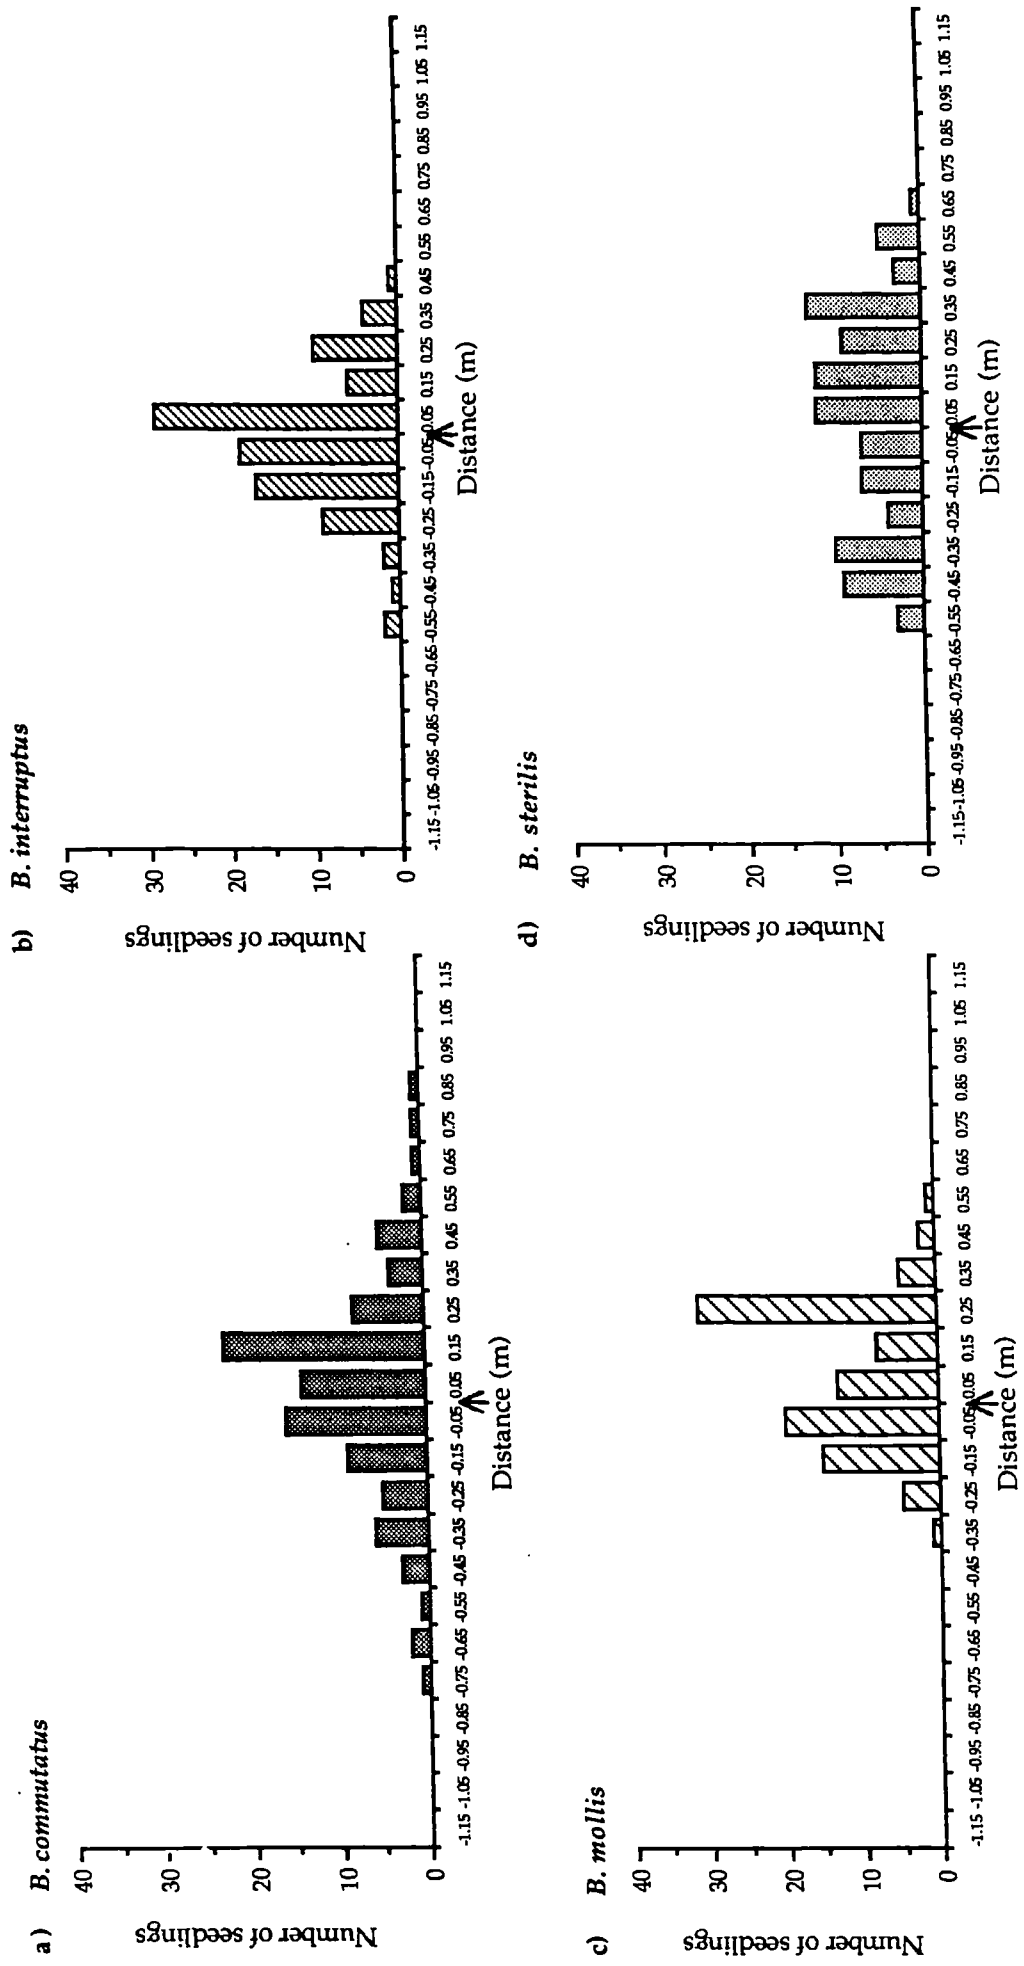 a) B. commutatus
Number of seedlings
40
30
20
10
0
-1.15 -1.05 -0.95 -0.85 -0.75 -0.65 -0.55 -0.45 -0.35 -0.25 -0.15 -0.05 0.05 0.15 0.25 0.35 0.45 0.55 0.65 0.75 0.85 0.95 1.05 1.15
Distance (m)
b) B. interruptus
Number of seedlings
40
30
20
10
0
-1.15 -1.05 -0.95 -0.85 -0.75 -0.65 -0.55 -0.45 -0.35 -0.25 -0.15 -0.05 0.05 0.15 0.25 0.35 0.45 0.55 0.65 0.75 0.85 0.95 1.05 1.15
Distance (m)
c) B. mollis
Number of seedlings
40
30
20
10
0
-1.15 -1.05 -0.95 -0.85 -0.75 -0.65 -0.55 -0.45 -0.35 -0.25 -0.15 -0.05 0.05 0.15 0.25 0.35 0.45 0.55 0.65 0.75 0.85 0.95 1.05 1.15
Distance (m)
d) B. sterilis
Number of seedlings
40
30
20
10
0
-1.15 -1.05 -0.95 -0.85 -0.75 -0.65 -0.55 -0.45 -0.35 -0.25 -0.15 -0.05 0.05 0.15 0.25 0.35 0.45 0.55 0.65 0.75 0.85 0.95 1.05 1.15
Distance (m)